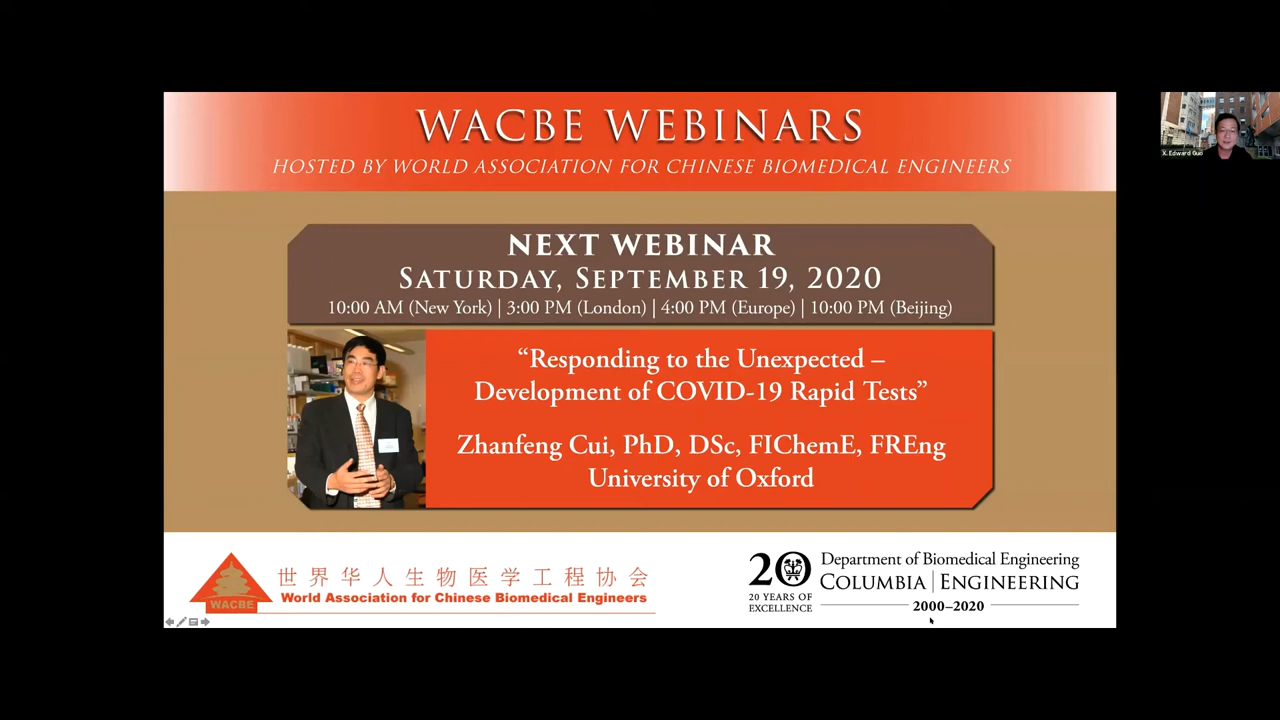 WACBE WEBINARS
HOSTED BY WORLD ASSOCIATION FOR CHINESE BIOMEDICAL ENGINEERS
NEXT WEBINAR
SATURDAY, SEPTEMBER 19, 2020
10:00 AM (New York) | 3:00 PM (London) | 4:00 PM (Europe) | 10:00 PM (Beijing)
“Responding to the Unexpected –
Development of COVID-19 Rapid Tests”
Zhanfeng Cui, PhD, DSc, FIChemE, FREng
University of Oxford
世界华人生物医学工程协会
World Association for Chinese Biomedical Engineers
WACBE
20
20 YEARS OF
EXCELLENCE
Department of Biomedical Engineering
COLUMBIA | ENGINEERING
2000–2020
X. Edward Guo